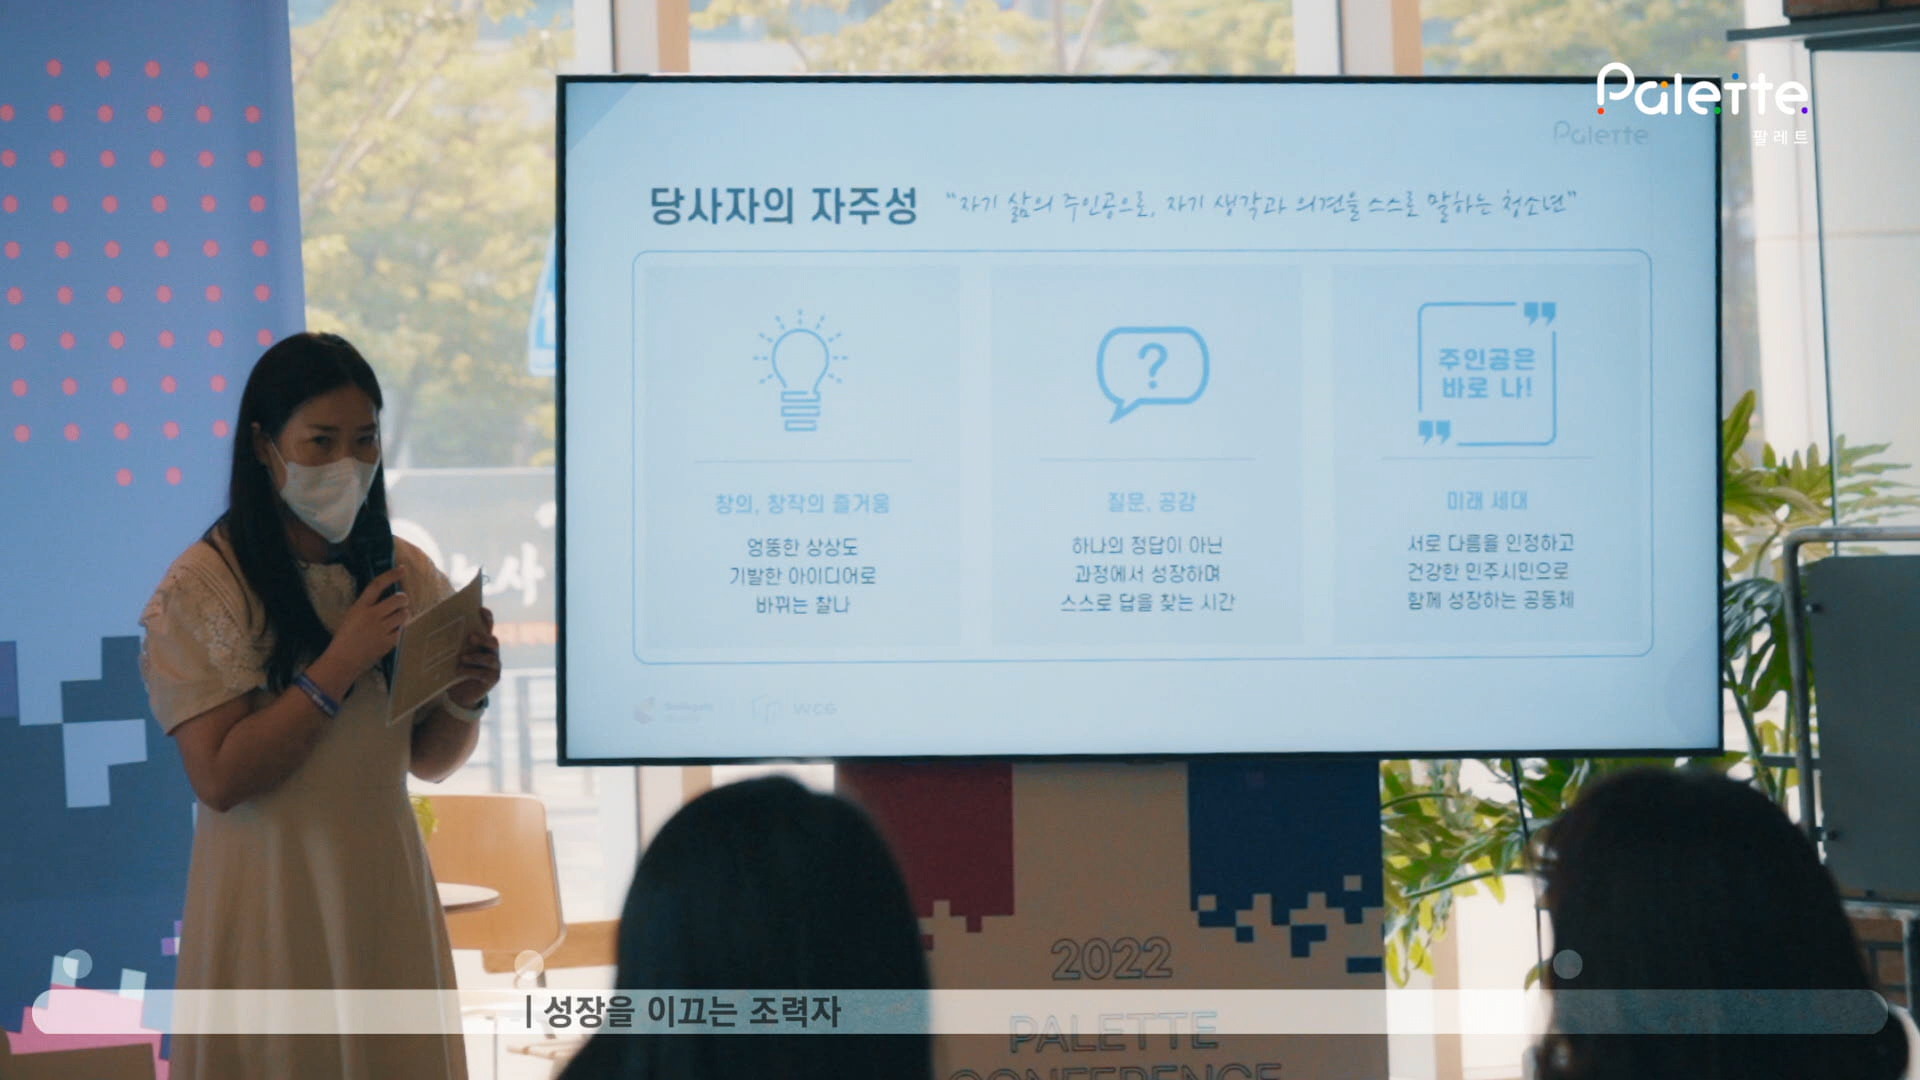 Palette
팔레트
Palette
당사자의 자주성 “자기 삶의 주인공으로, 자기 생각과 의견을 스스로 말하는 청소년”
주인공은
바로 나!
창의, 창작의 즐거움
엉뚱한 상상도
기발한 아이디어로
바뀌는 찰나
질문, 공감
하나의 정답이 아닌
과정에서 성장하며
스스로 답을 찾는 시간
미래 세대
서로 다름을 인정하고
건강한 민주시민으로
함께 성장하는 공동체
WCG
2022
PALETTE
CONFERENCE
성장을 이끄는 조력자